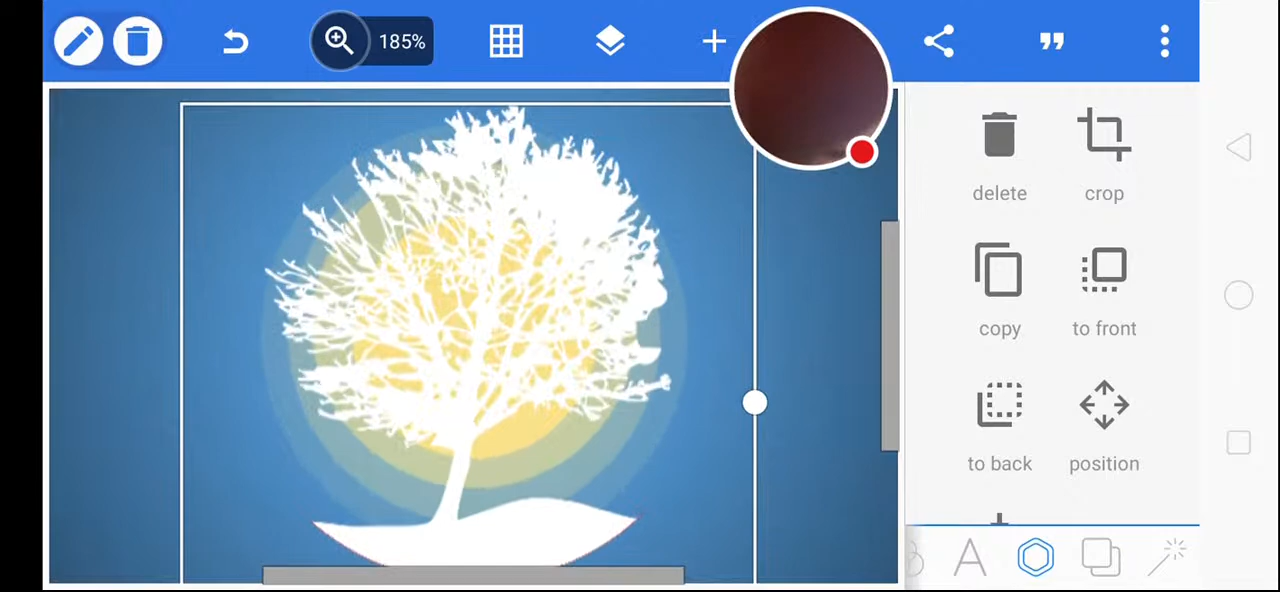 185%
delete
crop
copy
to front
to back
position